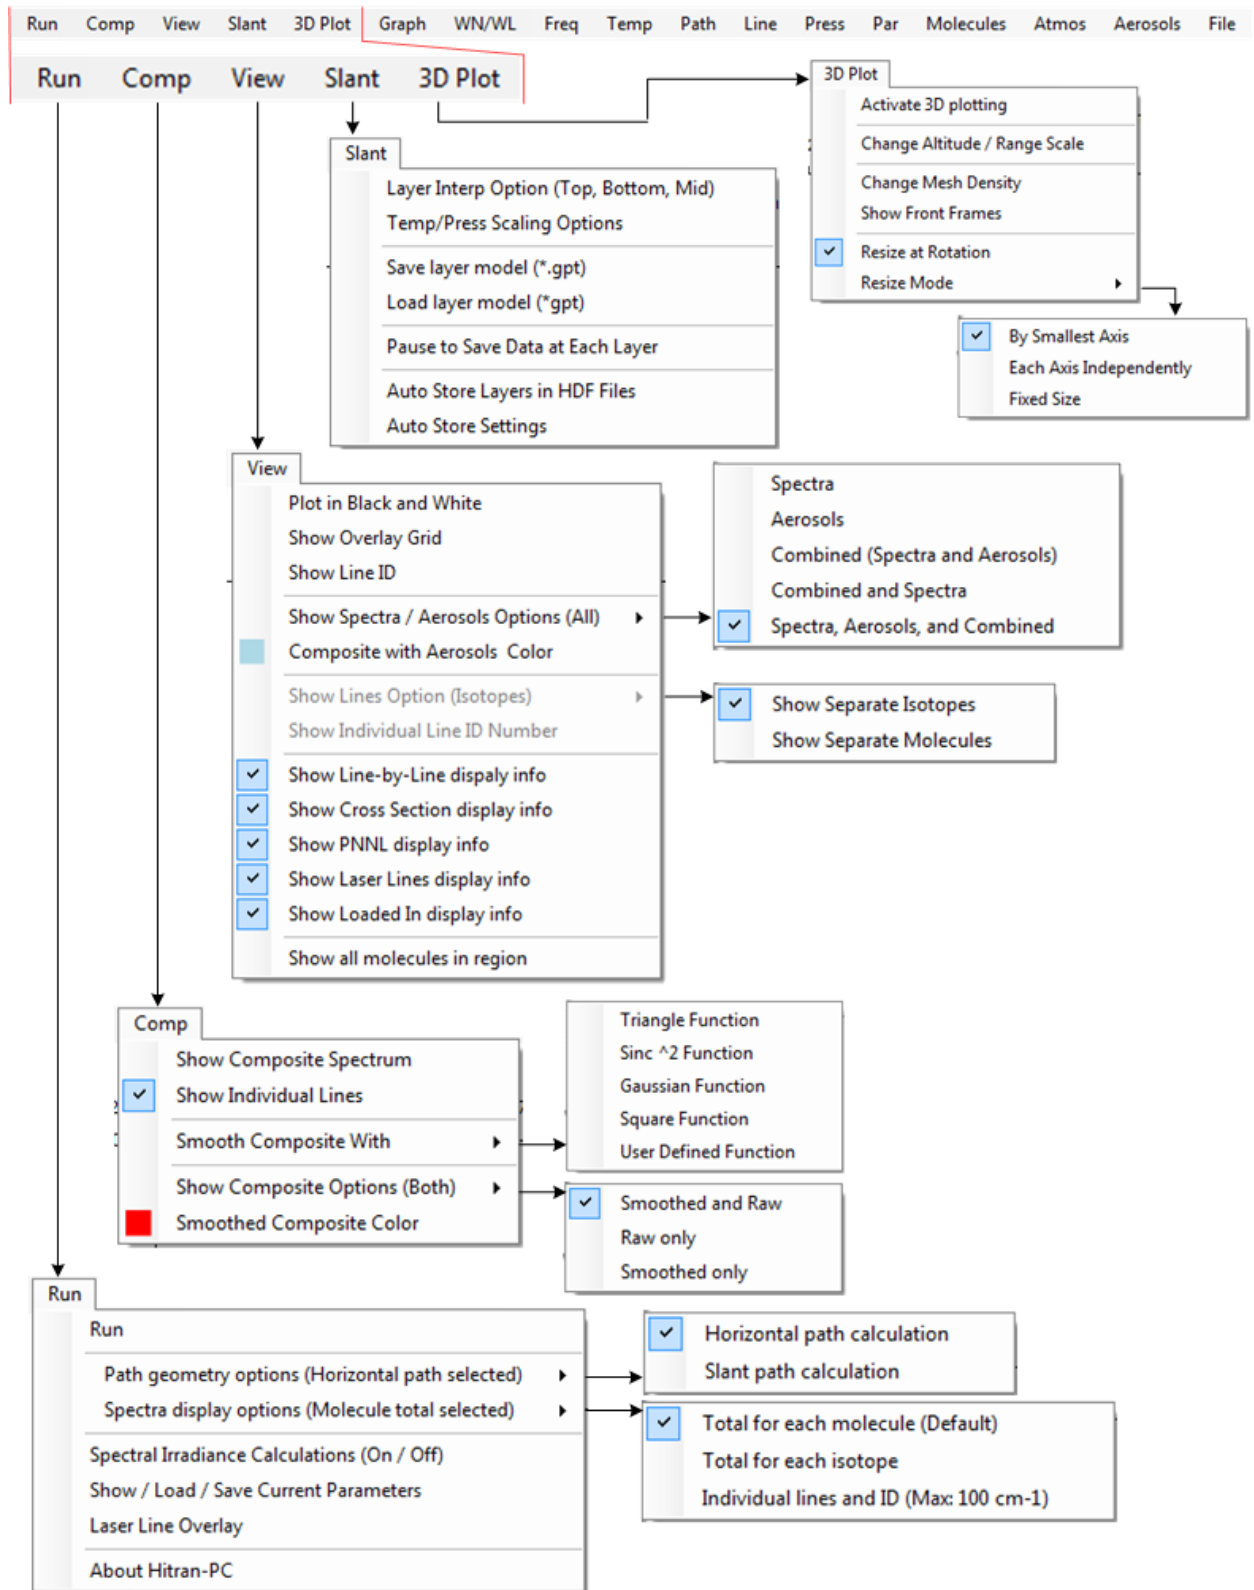 Run Comp View Slant 3D Plot Graph WN/WL Freq Temp Path Line Press Par Molecules Atmos Aerosols File
Run Comp View Slant 3D Plot
3D Plot
Activate 3D plotting
Change Altitude / Range Scale
Change Mesh Density
Show Front Frames
Resize at Rotation
Resize Mode
By Smallest Axis
Each Axis Independently
Fixed Size
Slant
Layer Interp Option (Top, Bottom, Mid)
Temp/Press Scaling Options
Save layer model (*.gpt)
Load layer model (*gpt)
Pause to Save Data at Each Layer
Auto Store Layers in HDF Files
Auto Store Settings
View
Plot in Black and White
Show Overlay Grid
Show Line ID
Show Spectra / Aerosols Options (All)
Composite with Aerosols Color
Show Lines Option (Isotopes)
Show Individual Line ID Number
Show Line-by-Line dispaly info
Show Cross Section display info
Show PNNL display info
Show Laser Lines display info
Show Loaded In display info
Show all molecules in region
Spectra
Aerosols
Combined (Spectra and Aerosols)
Combined and Spectra
Spectra, Aerosols, and Combined
Show Separate Isotopes
Show Separate Molecules
Comp
Show Composite Spectrum
Show Individual Lines
Smooth Composite With
Show Composite Options (Both)
Smoothed Composite Color
Triangle Function
Sinc ^2 Function
Gaussian Function
Square Function
User Defined Function
Smoothed and Raw
Raw only
Smoothed only
Run
Run
Path geometry options (Horizontal path selected)
Spectra display options (Molecule total selected)
Spectral Irradiance Calculations (On / Off)
Show / Load / Save Current Parameters
Laser Line Overlay
About Hitran-PC
Horizontal path calculation
Slant path calculation
Total for each molecule (Default)
Total for each isotope
Individual lines and ID (Max: 100 cm-1)